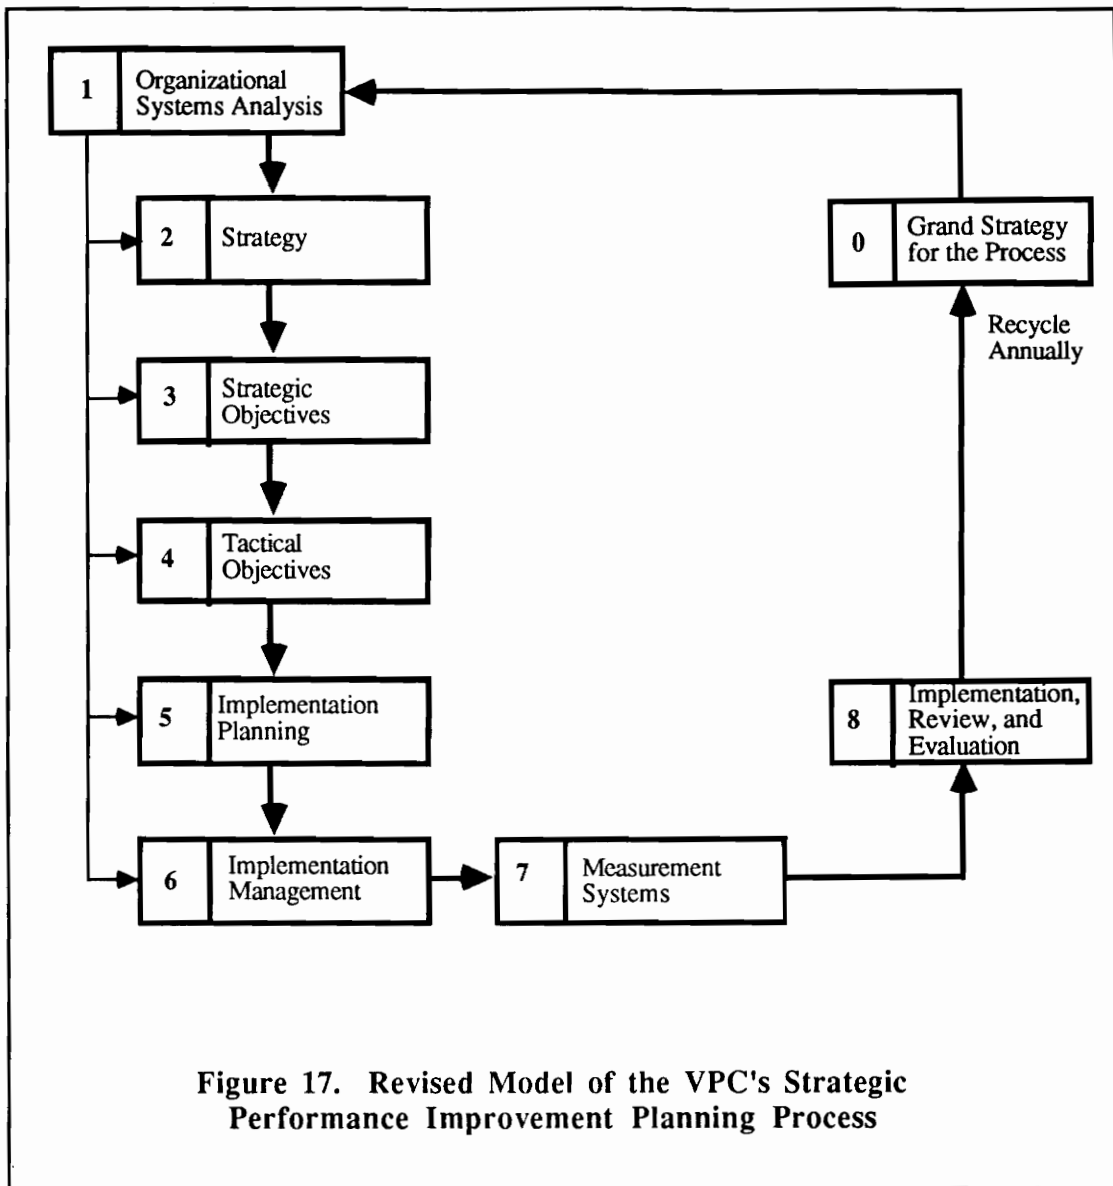 1
Organizational
Systems Analysis
2
Strategy
0
Grand Strategy
for the Process
Recycle
Annually
3
Strategic
Objectives
4
Tactical
Objectives
5
Implementation
Planning
8
Implementation,
Review, and
Evaluation
6
Implementation
Management
7
Measurement
Systems
Figure 17. Revised Model of the VPC's Strategic
Performance Improvement Planning Process